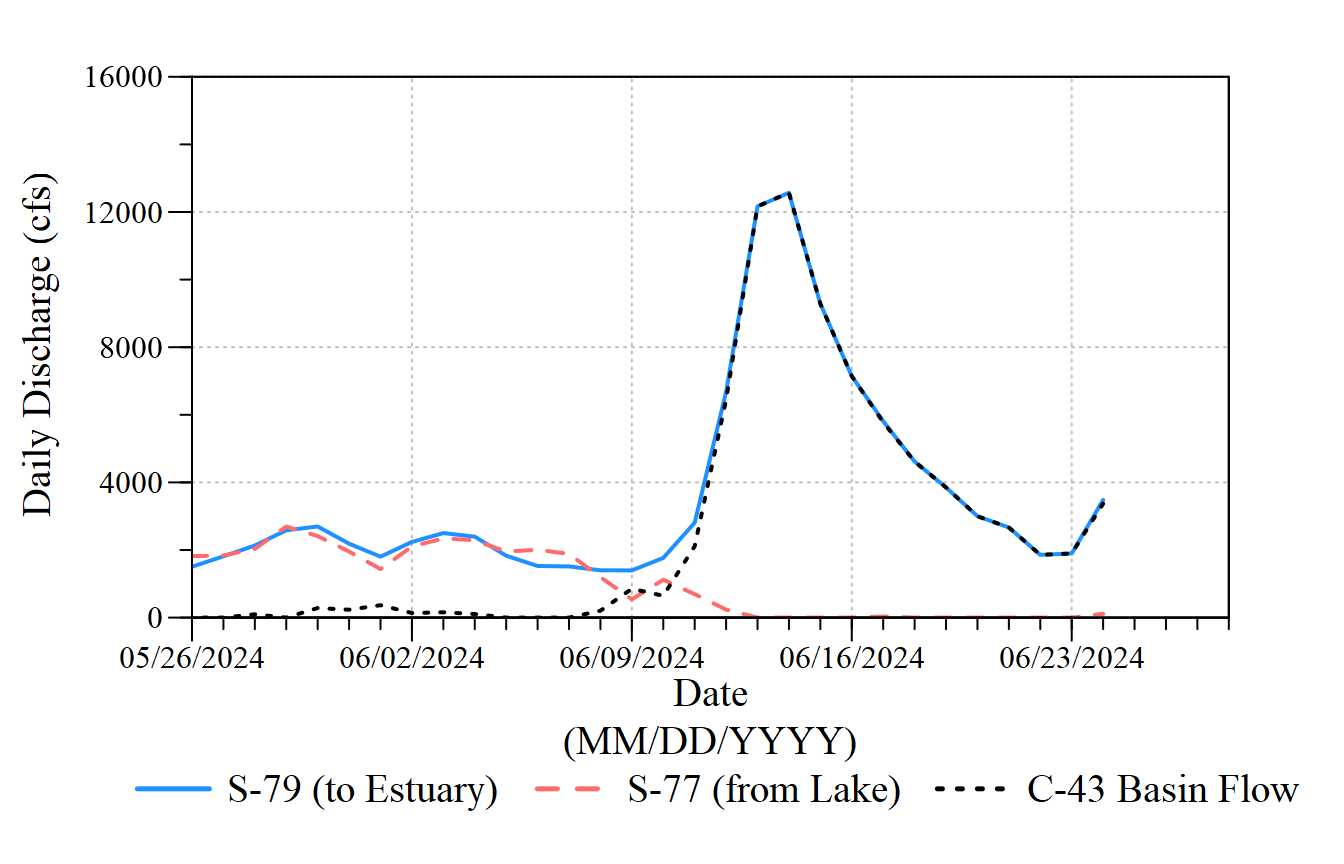 16000
12000
8000
4000
0
Daily Discharge (cfs)
05/26/2024 06/02/2024 06/09/2024 06/16/2024 06/23/2024
Date
(MM/DD/YYYY)
S-79 (to Estuary) S-77 (from Lake) C-43 Basin Flow